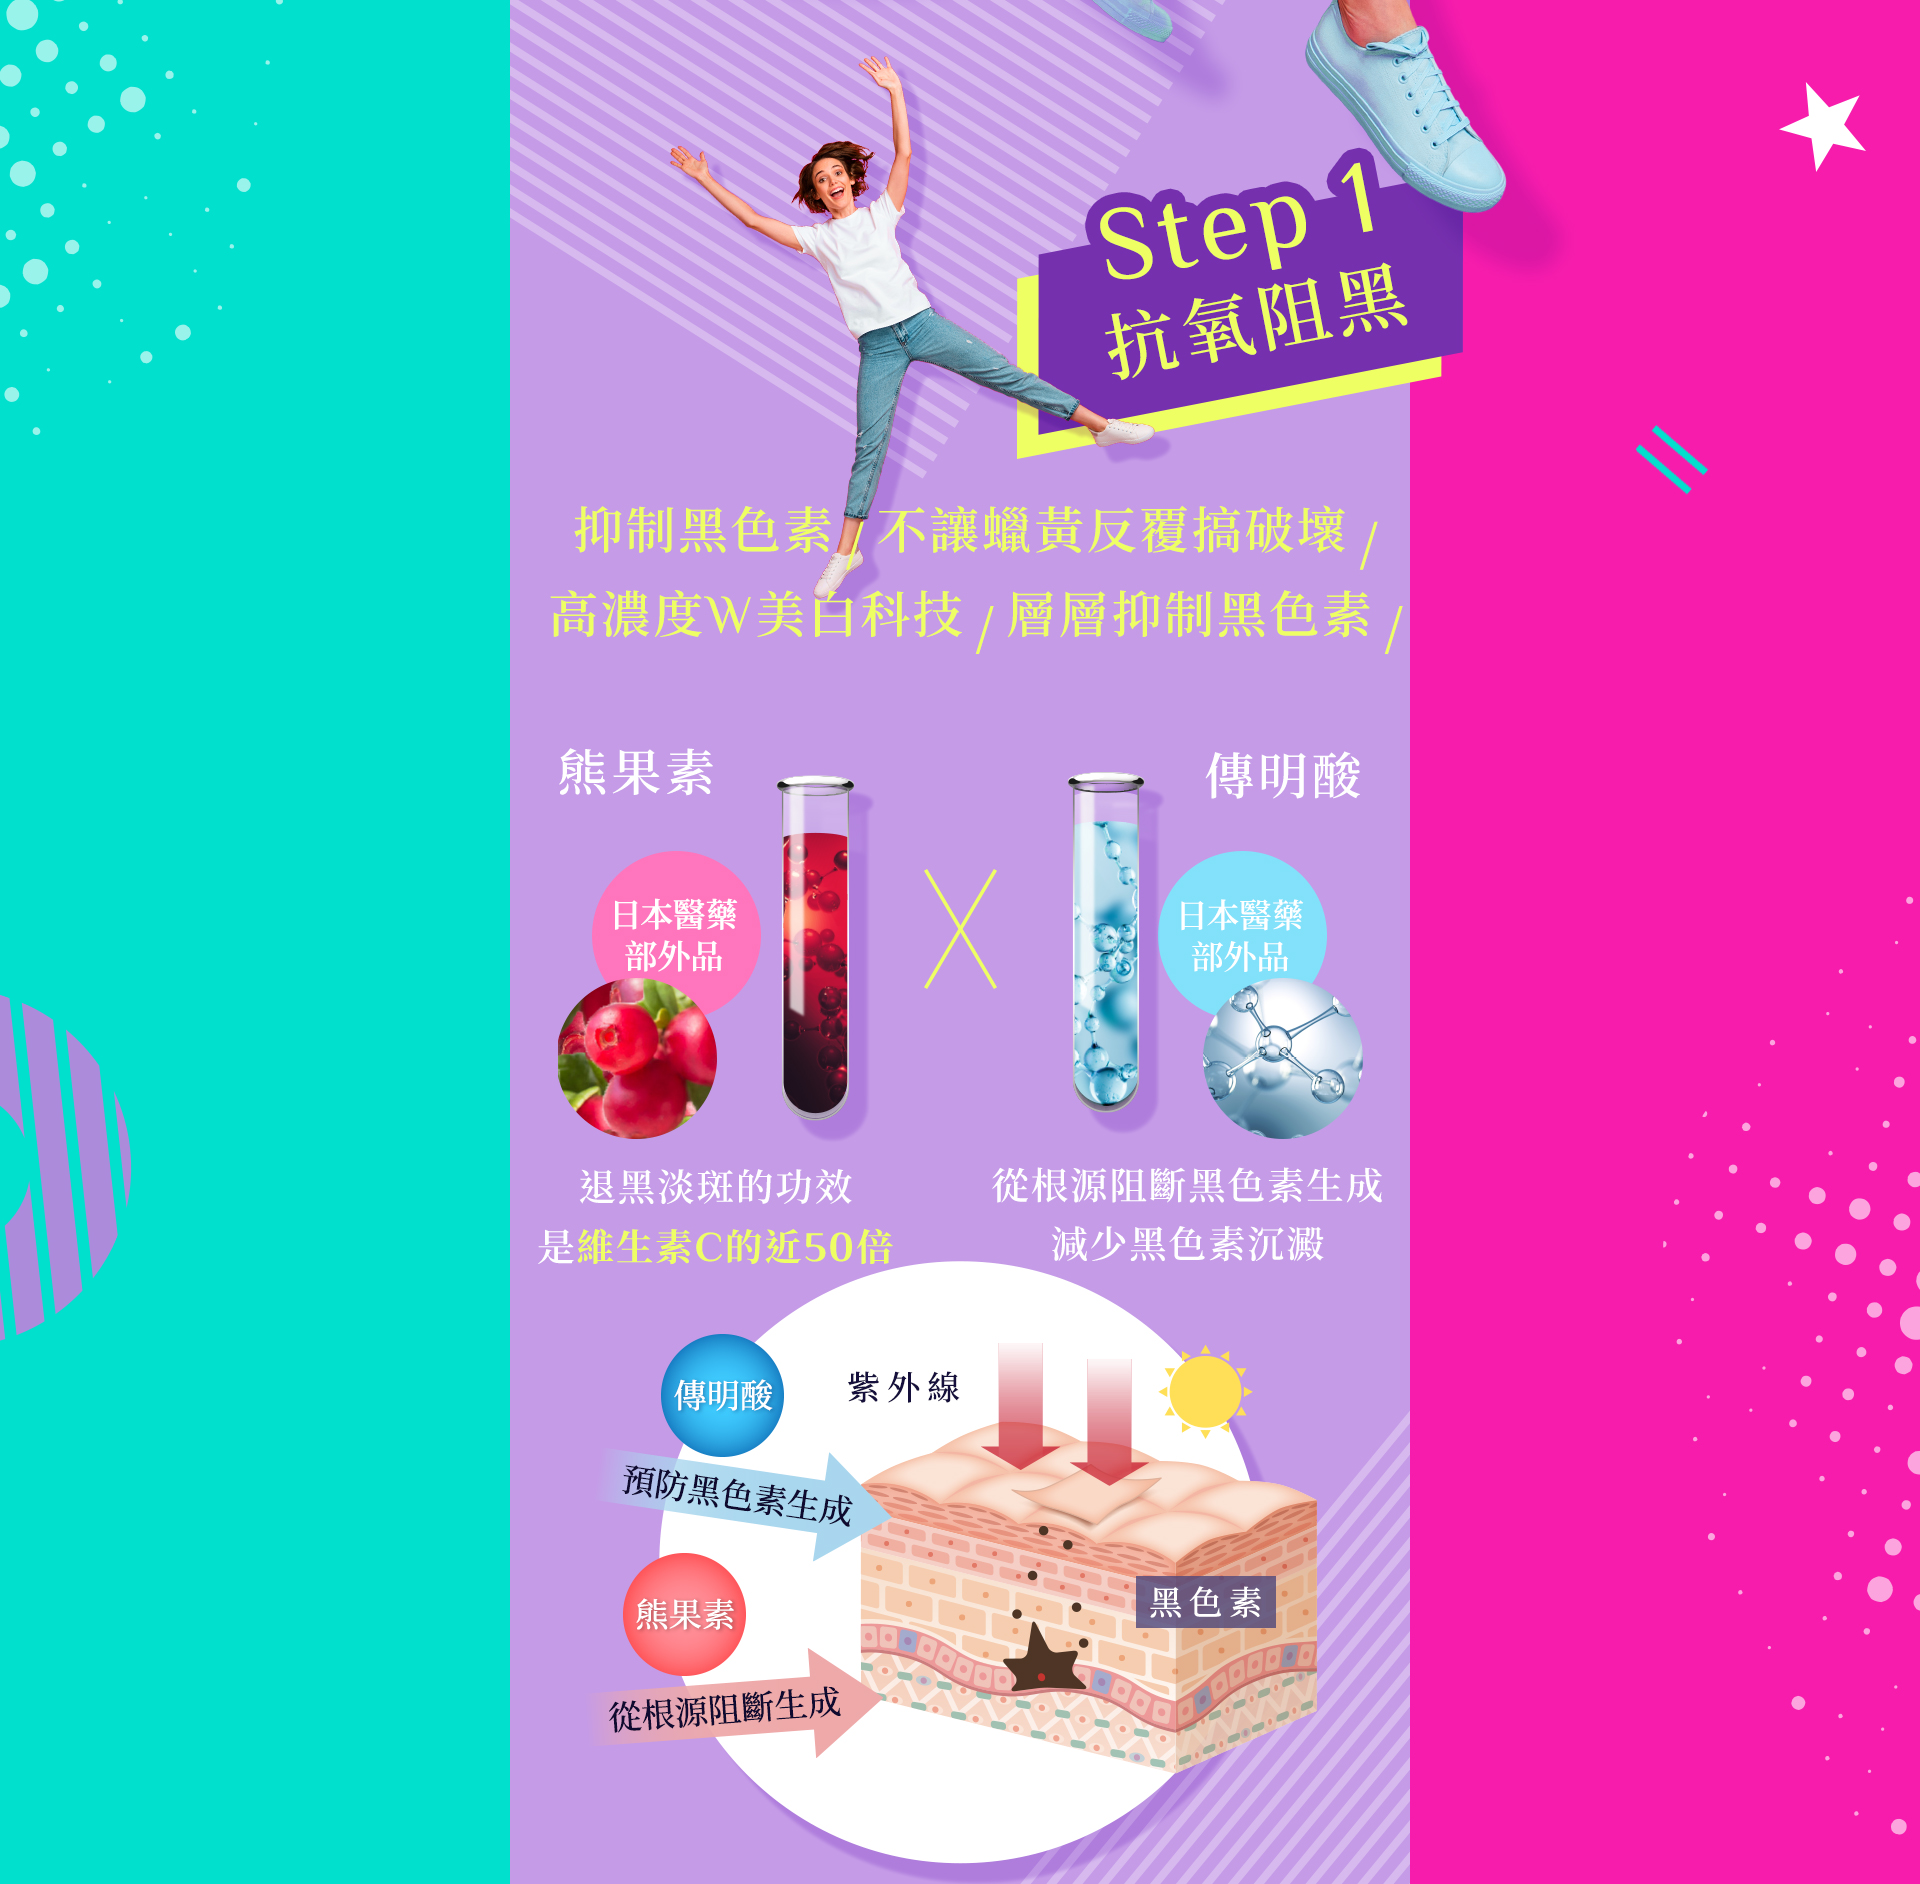 Step 1
抗氧阻黑
抑制黑色素 / 不讓蠟黃反覆搞破壞 /
高濃度W美白科技 / 層層抑制黑色素 /
熊果素
傳明酸
日本醫藥
部外品
X
日本醫藥
部外品
退黑淡斑的功效
是維生素C的近50倍
從根源阻斷黑色素生成
減少黑色素沉澱
傳明酸
紫外線
預防黑色素生成
熊果素
黑色素
從根源阻斷生成